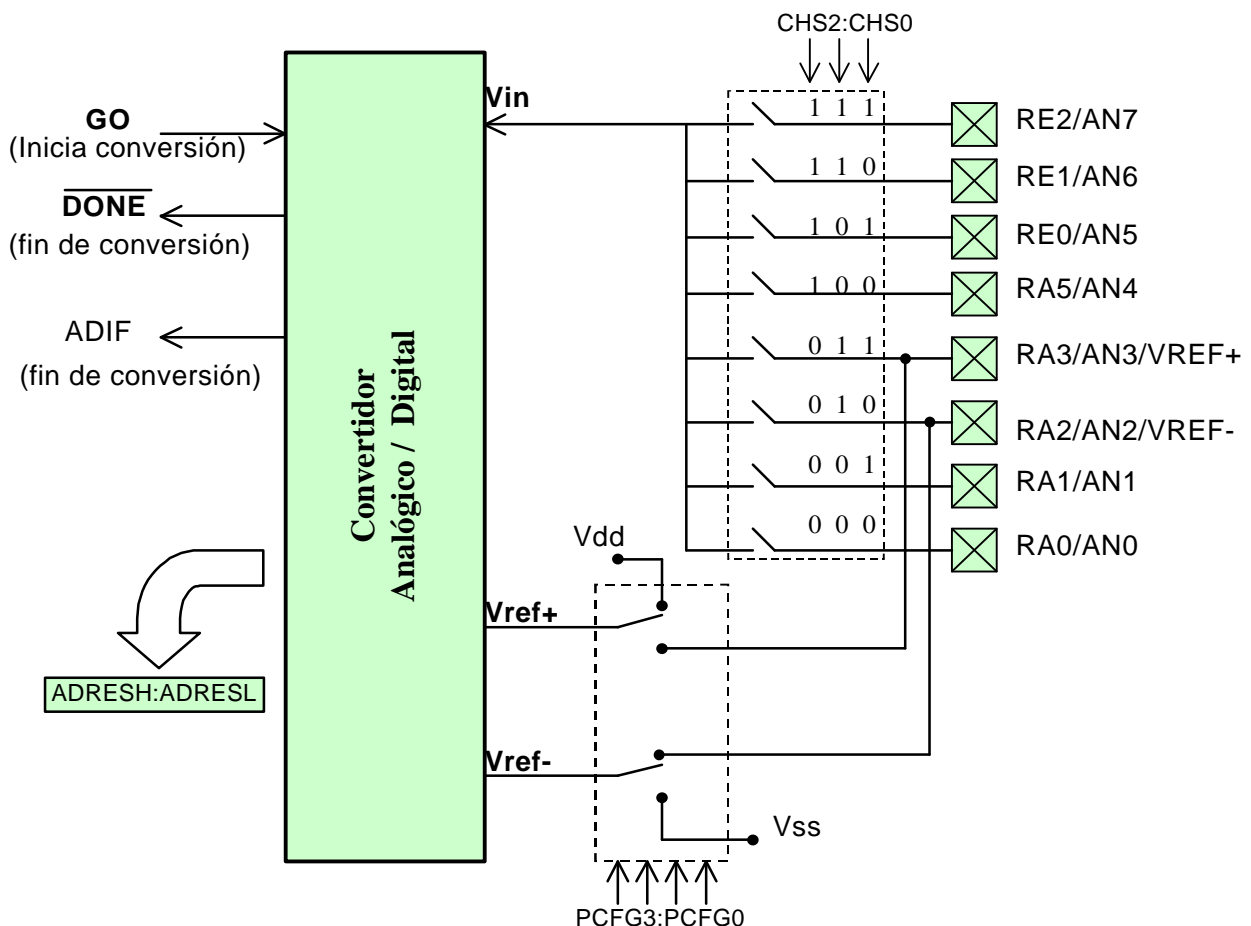 CHS2:CHS0
GO
(Inicia conversión)
DONE
(fin de conversión)
ADIF
(fin de conversión)
ADRESH:ADRESL
Convertidor
Analógico / Digital
Vin
Vref+
Vref-
Vdd
Vss
PCFG3:PCFG0
1 1 1
RE2/AN7
1 1 0
RE1/AN6
1 0 1
RE0/AN5
1 0 0
RA5/AN4
0 1 1
RA3/AN3/VREF+
0 1 0
RA2/AN2/VREF-
0 0 1
RA1/AN1
0 0 0
RA0/AN0